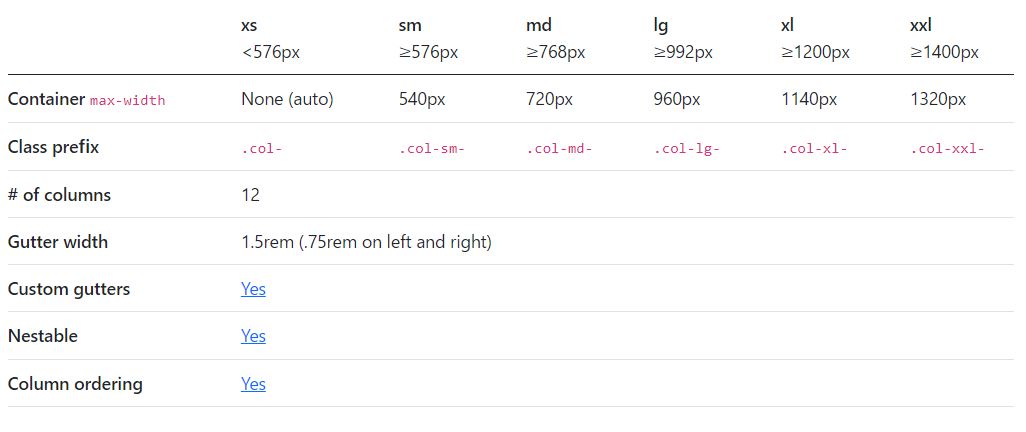 xs sm md lg xl xxl
<576px ≥576px ≥768px ≥992px ≥1200px ≥1400px
Container max-width None (auto) 540px 720px 960px 1140px 1320px
Class prefix .col- .col-sm- .col-md- .col-lg- .col-xl- .col-xxl-
# of columns 12
Gutter width 1.5rem (.75rem on left and right)
Custom gutters Yes
Nestable Yes
Column ordering Yes